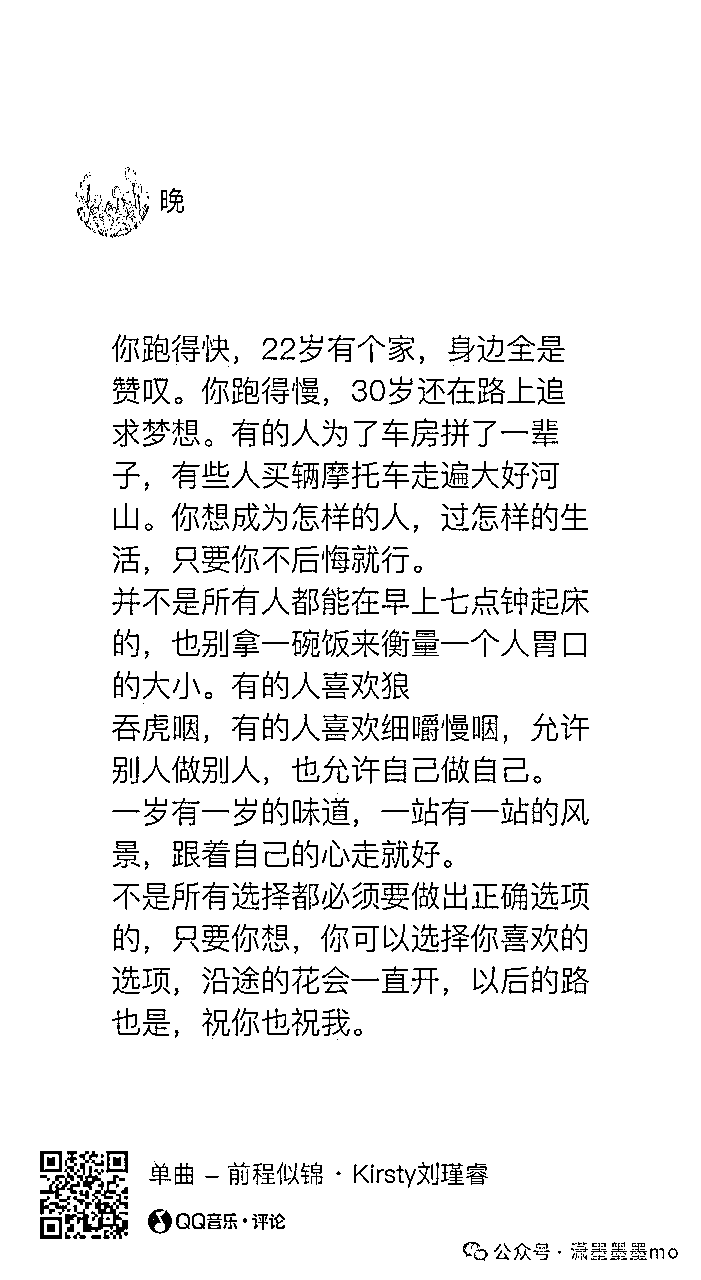 晚
你跑得快，22岁有个家，身边全是
赞叹。你跑得慢，30岁还在路上追
求梦想。有的人为了车房拼了一辈
子，有些人买辆摩托车走遍大好河
山。你想成为怎样的人，过怎样的生
活，只要你不后悔就行。
并不是所有人都能在早上七点钟起床
的，也别拿一碗饭来衡量一个人胃口
的大小。有的人喜欢狼
吞虎咽，有的人喜欢细嚼慢咽，允许
别人做别人，也允许自己做自己。
一岁有一岁的味道，一站有一站的风
景，跟着自己的心走就好。
不是所有选择都必须要做出正确选项
的，只要你想，你可以选择你喜欢的
选项，沿途的花会一直开，以后的路
也是，祝你也祝我。
单曲 - 前程似锦 · Kirsty刘瑾睿
QQ音乐·评论
公众号 · 潇墨墨墨mo